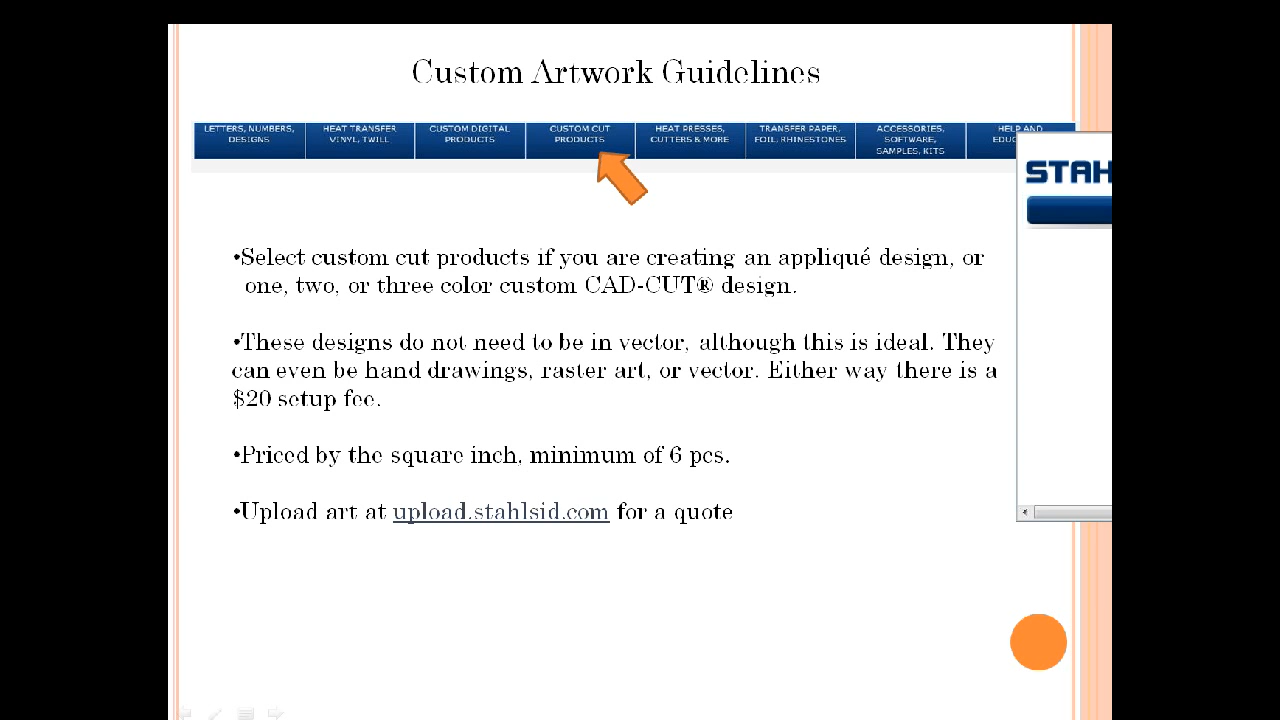 Custom Artwork Guidelines
LETTERS, NUMBERS, DESIGNS
HEAT TRANSFER VINYL, TWILL
CUSTOM DIGITAL PRODUCTS
CUSTOM CUT PRODUCTS
HEAT PRESSES, CUTTERS & MORE
TRANSFER PAPER, FOIL, RHINESTONES
ACCESSORIES, SOFTWARE, SAMPLES, KITS
HELP AND
STAH
•Select custom cut products if you are creating an appliqué design, or
one, two, or three color custom CAD-CUT® design.
•These designs do not need to be in vector, although this is ideal. They
can even be hand drawings, raster art, or vector. Either way there is a
$20 setup fee.
•Priced by the square inch, minimum of 6 pcs.
•Upload art at upload.stahlsid.com for a quote